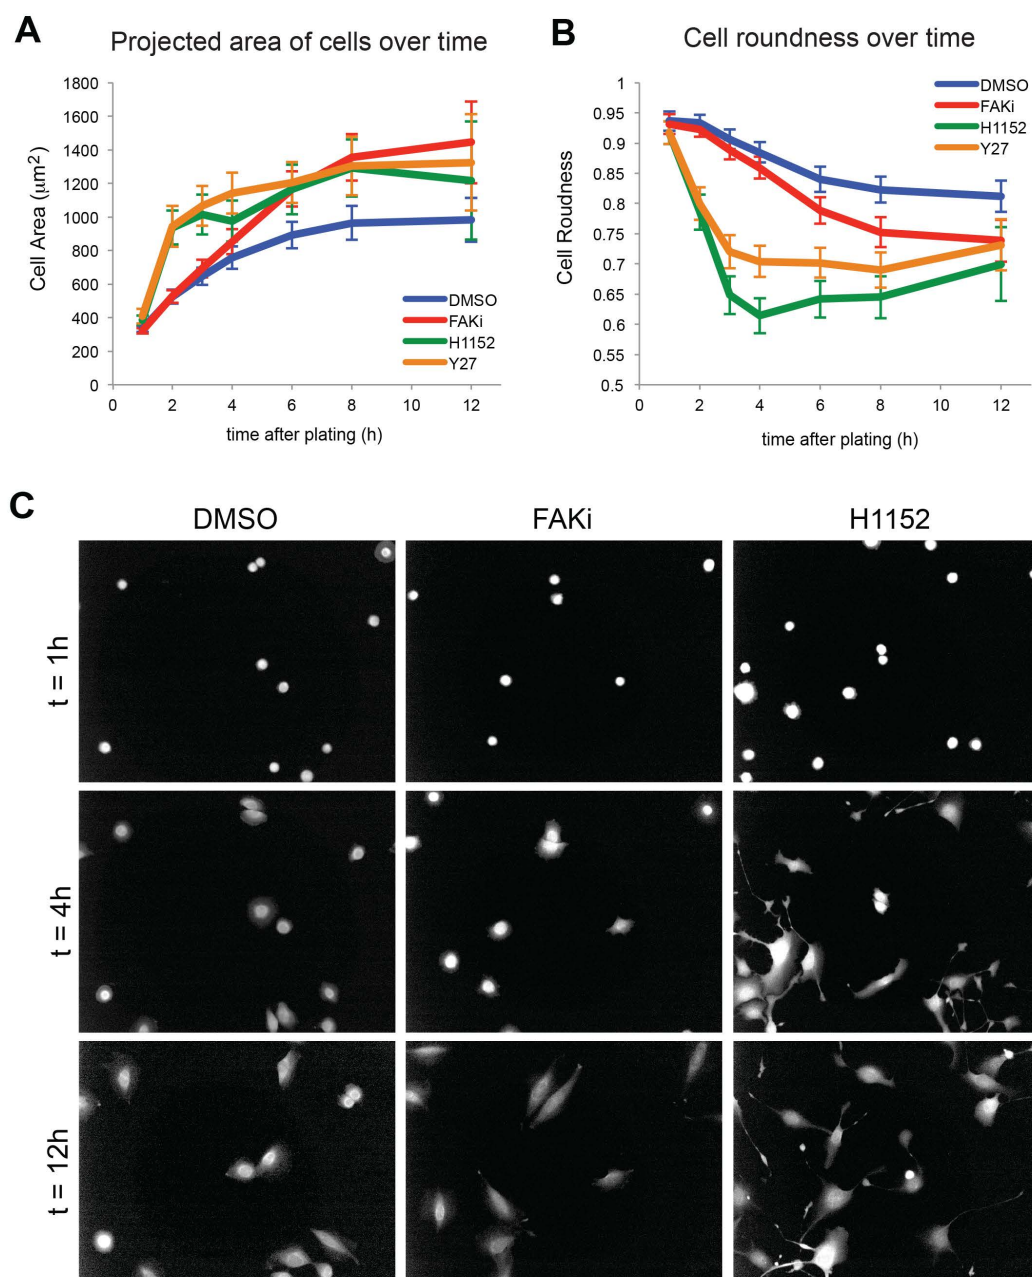 A
Projected area of cells over time
Cell Area (μm²)
1800
1600
1400
1200
1000
800
600
400
200
0
0 2 4 6 8 10 12
time after plating (h)
DMSO
FAKi
H1152
Y27
B
Cell roundness over time
Cell Roudness
1
0.95
0.9
0.85
0.8
0.75
0.7
0.65
0.6
0.55
0.5
0 2 4 6 8 10 12
time after plating (h)
DMSO
FAKi
H1152
Y27
C
DMSO FAKi H1152
t = 1h
t = 4h
t = 12h